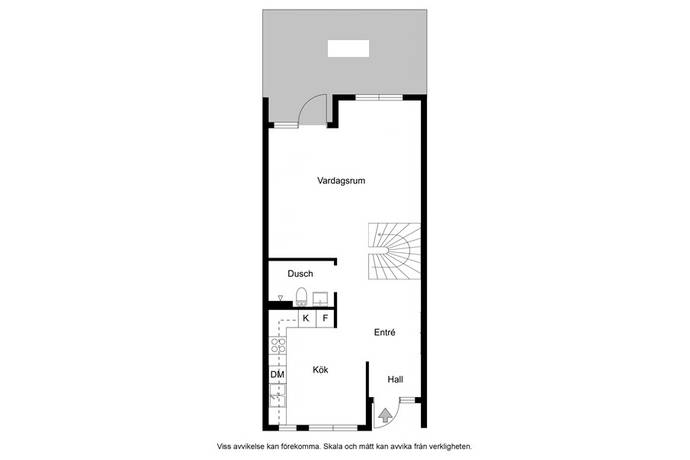 Vardagsrum
Dusch
K F
Entré
Kök
DM
Hall
Viss avvikelse kan förekomma. Skala och mått kan avvika från verkligheten.